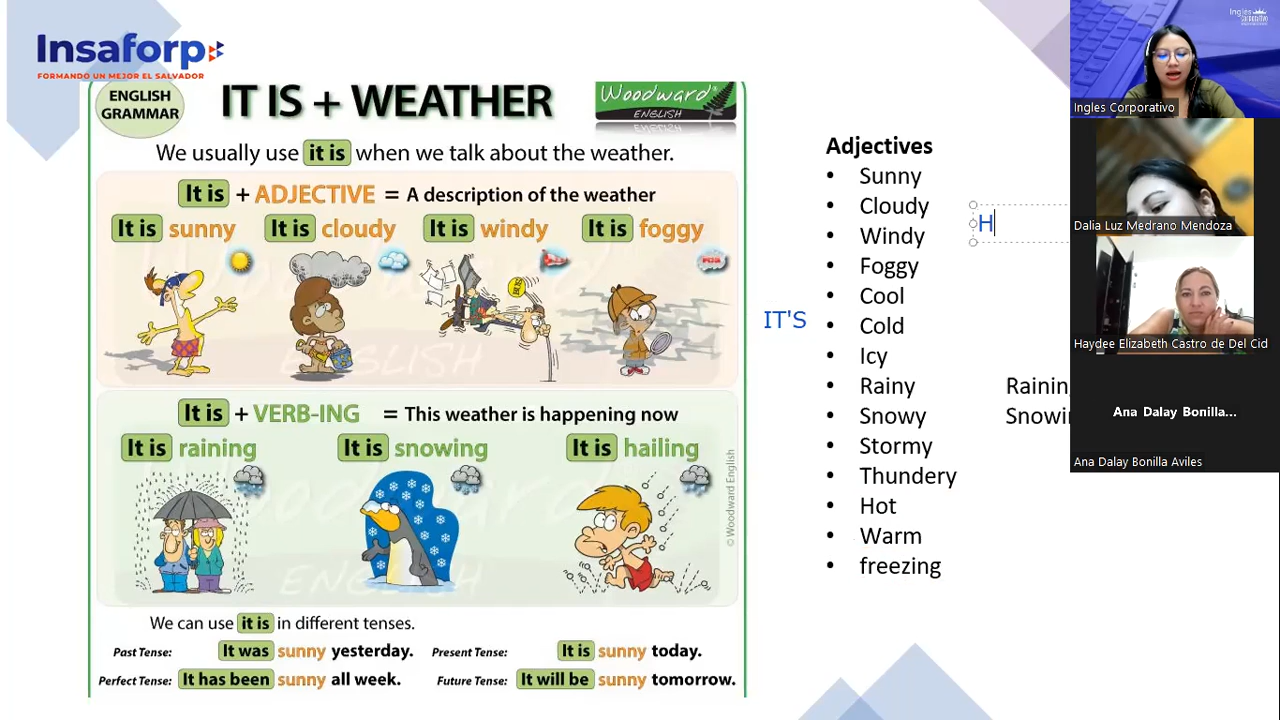 Insaforp
FORMANDO UN MEJOR EL SALVADOR
ENGLISH
GRAMMAR
IT IS + WEATHER
Woodward
ENGLISH
We usually use it is when we talk about the weather.
It is + ADJECTIVE = A description of the weather
It is sunny It is cloudy It is windy It is foggy
It is + VERB-ING = This weather is happening now
It is raining It is snowing It is hailing
© Woodward English
We can use it is in different tenses.
Past Tense: It was sunny yesterday. Present Tense: It is sunny today.
Perfect Tense: It has been sunny all week. Future Tense: It will be sunny tomorrow.
IT'S
Adjectives
• Sunny
• Cloudy
• Windy
• Foggy
• Cool
• Cold
• Icy
• Rainy Rainin
• Snowy Snowi
• Stormy
• Thundery
• Hot
• Warm
• freezing
H
Ingles Corporativo
Dalia Luz Medrano Mendoza
Haydee Elizabeth Castro de Del Cid
Ana Dalay Bonilla...
Ana Dalay Bonilla Aviles